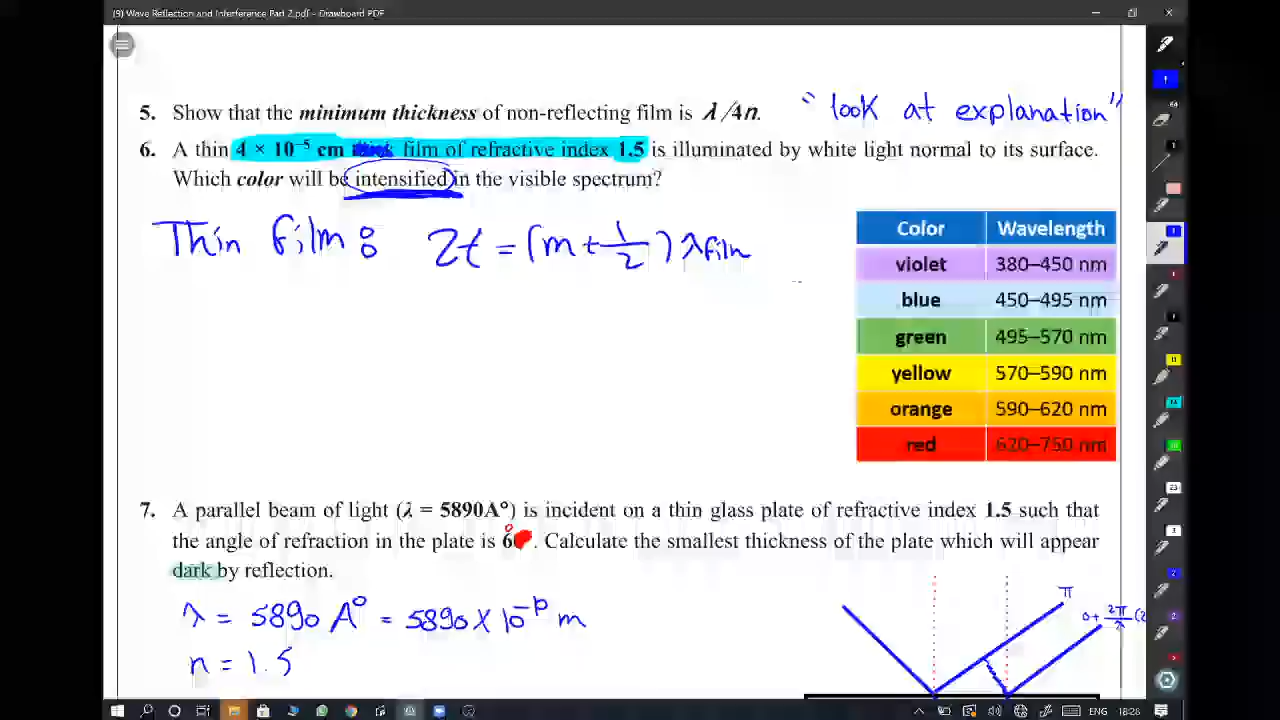 (9) Wave Reflection and Interference Part 2.pdf - Drawboard PDF
5. Show that the minimum thickness of non-reflecting film is λ/4n. "look at explanation"
6. A thin 4 × 10⁻⁵ cm film of refractive index 1.5 is illuminated by white light normal to its surface.
Which color will be intensified in the visible spectrum?
Thin film: 2t = (m + 1/2) λfilm
Color Wavelength
violet 380–450 nm
blue 450–495 nm
green 495–570 nm
yellow 570–590 nm
orange 590–620 nm
red 620–750 nm
7. A parallel beam of light (λ = 5890A°) is incident on a thin glass plate of refractive index 1.5 such that
the angle of refraction in the plate is 6°. Calculate the smallest thickness of the plate which will appear
dark by reflection.
λ = 5890 A° = 5890 × 10⁻¹⁰ m
π
0 + 2π/λ (2
n = 1.5
ENG 18:28